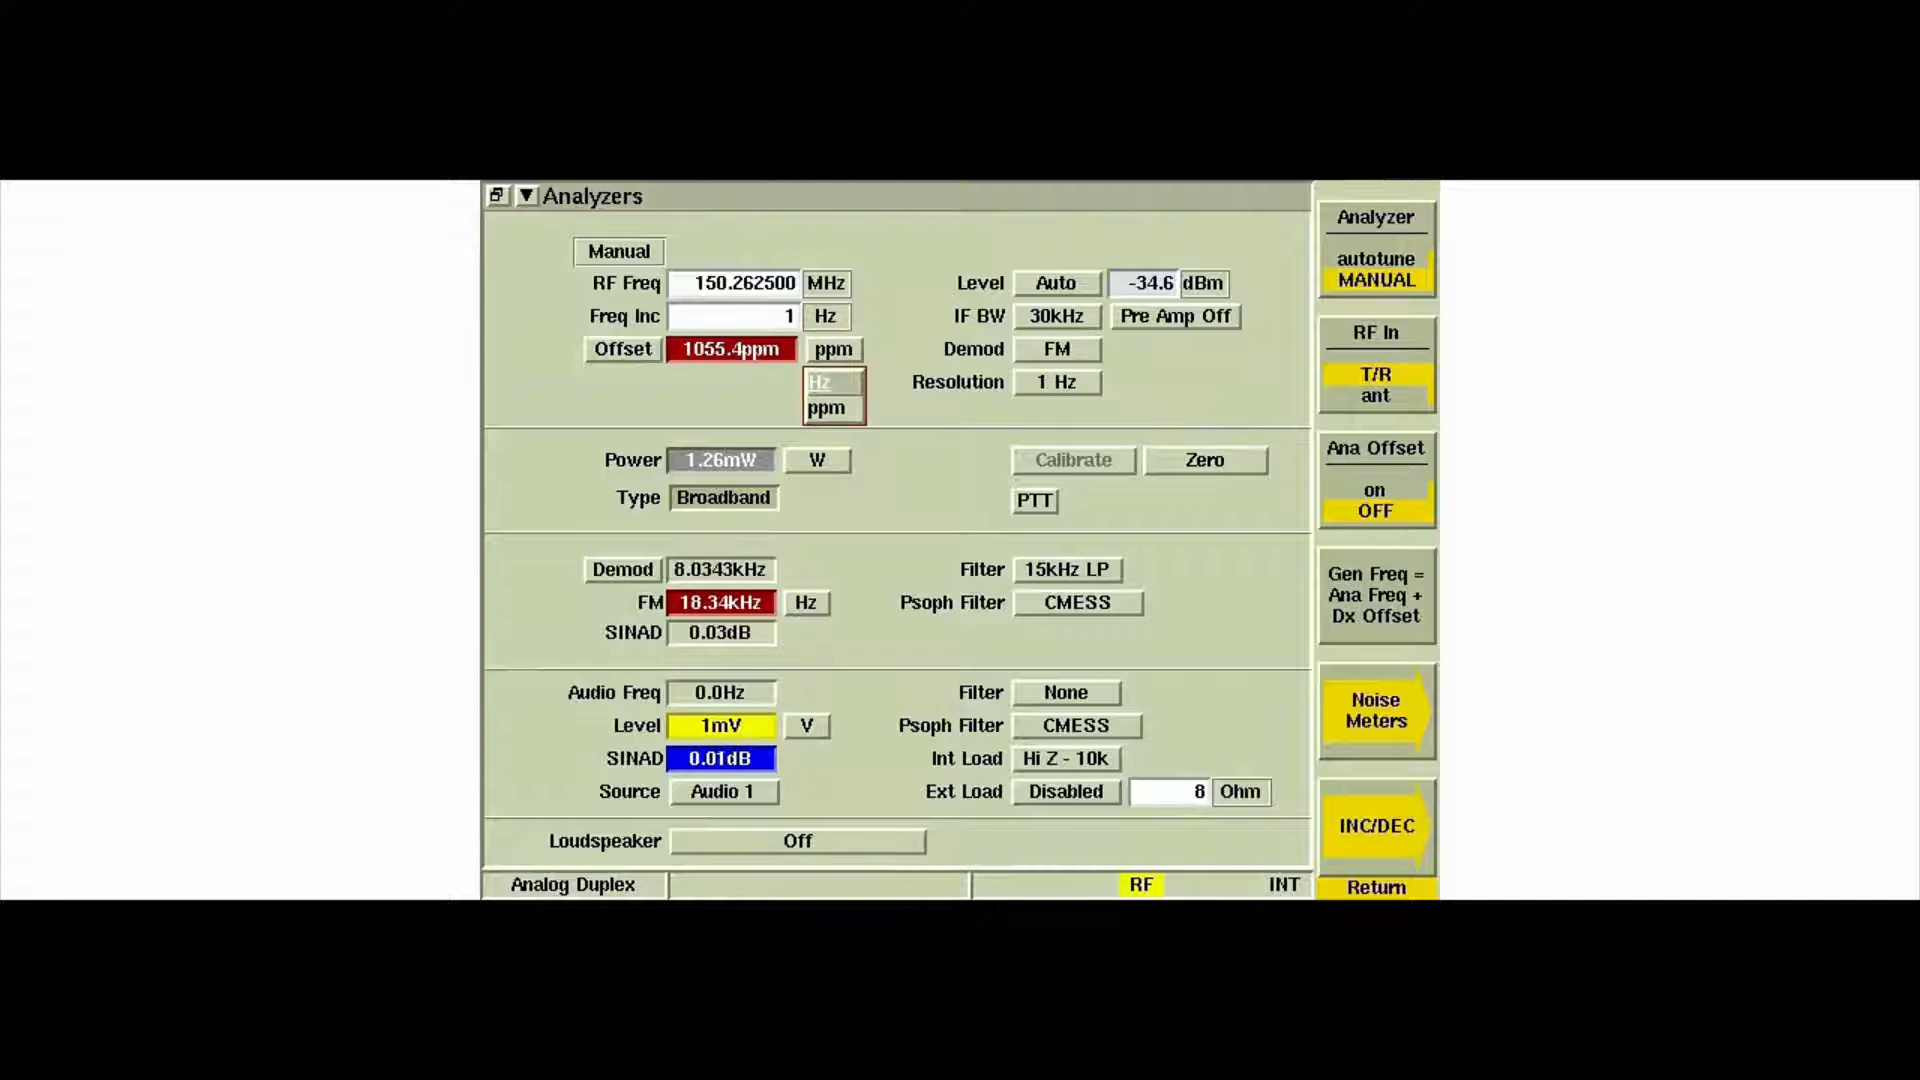 Analyzers
Manual
RF Freq 150.262500 MHz
Freq Inc 1 Hz
Offset 1055.4ppm ppm
Hz
ppm
Level Auto -34.6 dBm
IF BW 30kHz Pre Amp Off
Demod FM
Resolution 1 Hz
Power 1.26mW W
Type Broadband
Calibrate Zero
PTT
Demod 8.0343kHz
FM 18.34kHz Hz
SINAD 0.03dB
Filter 15kHz LP
Psoph Filter CMESS
Audio Freq 0.0Hz
Level 1mV V
SINAD 0.01dB
Source Audio 1
Filter None
Psoph Filter CMESS
Int Load Hi Z - 10k
Ext Load Disabled 8 Ohm
Loudspeaker Off
Analog Duplex RF INT
Analyzer
autotune
MANUAL
RF In
T/R
ant
Ana Offset
on
OFF
Gen Freq =
Ana Freq +
Dx Offset
Noise
Meters
INC/DEC
Return